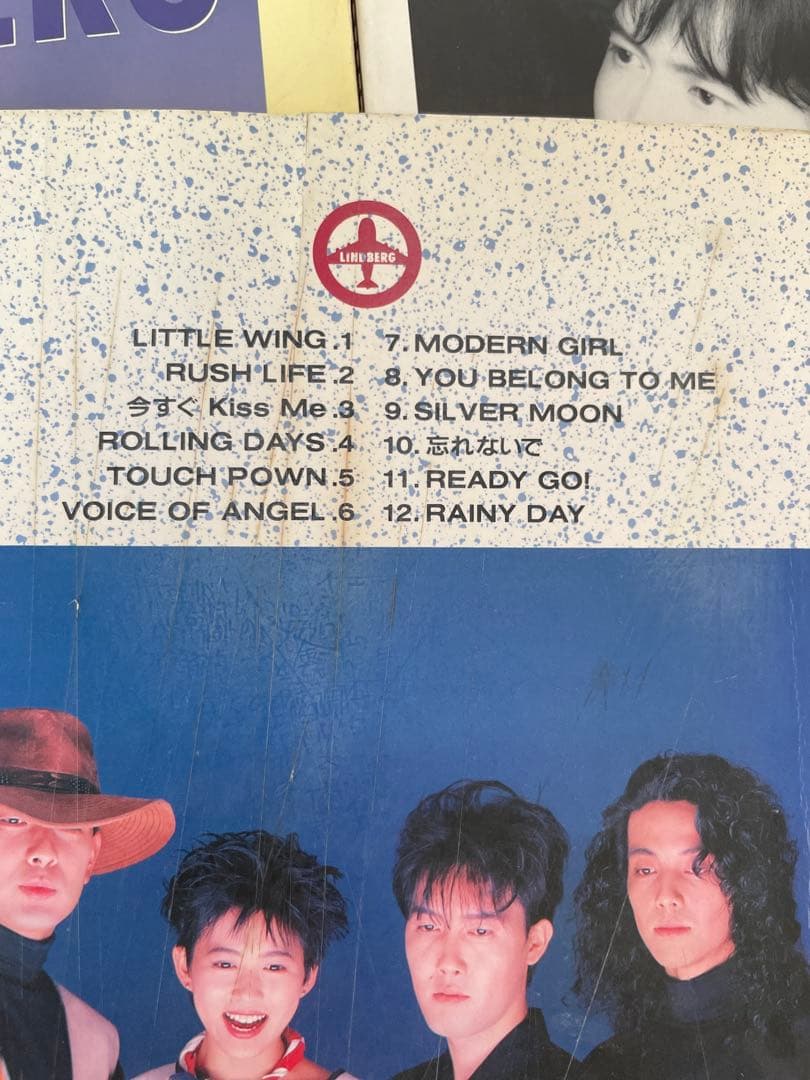 LINDBERG
LITTLE WING.1
RUSH LIFE.2
今すぐ Kiss Me.3
ROLLING DAYS.4
TOUCH POWN.5
VOICE OF ANGEL.6
7. MODERN GIRL
8. YOU BELONG TO ME
9. SILVER MOON
10. 忘れないで
11. READY GO!
12. RAINY DAY